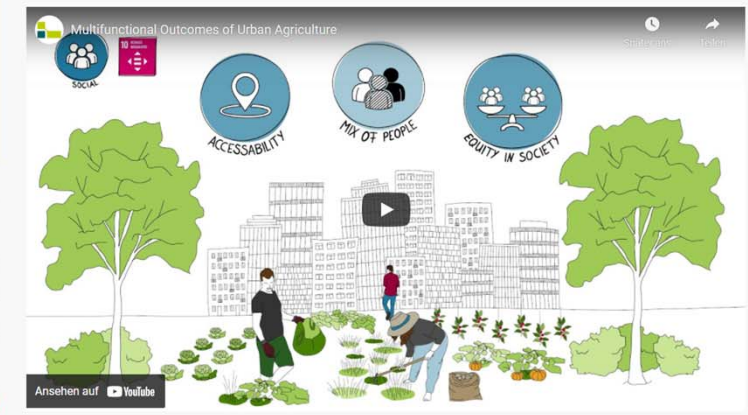 Multifunctional Outcomes of Urban Agriculture
Später ans...
Teilen
10
SOCIAL
ACCESSABILITY
MIX OF PEOPLE
EQUITY IN SOCIETY
Ansehen auf YouTube